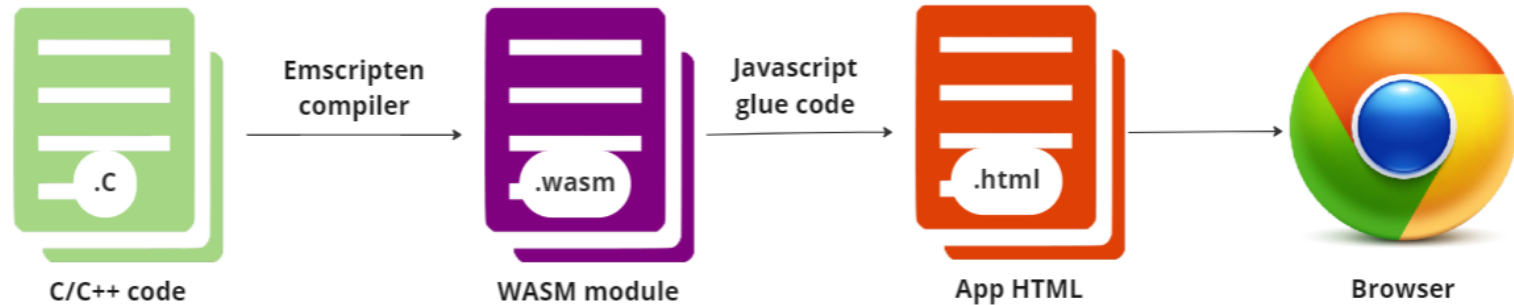 Emscripten
compiler
Javascript
glue code
.C
.wasm
.html
C/C++ code
WASM module
App HTML
Browser